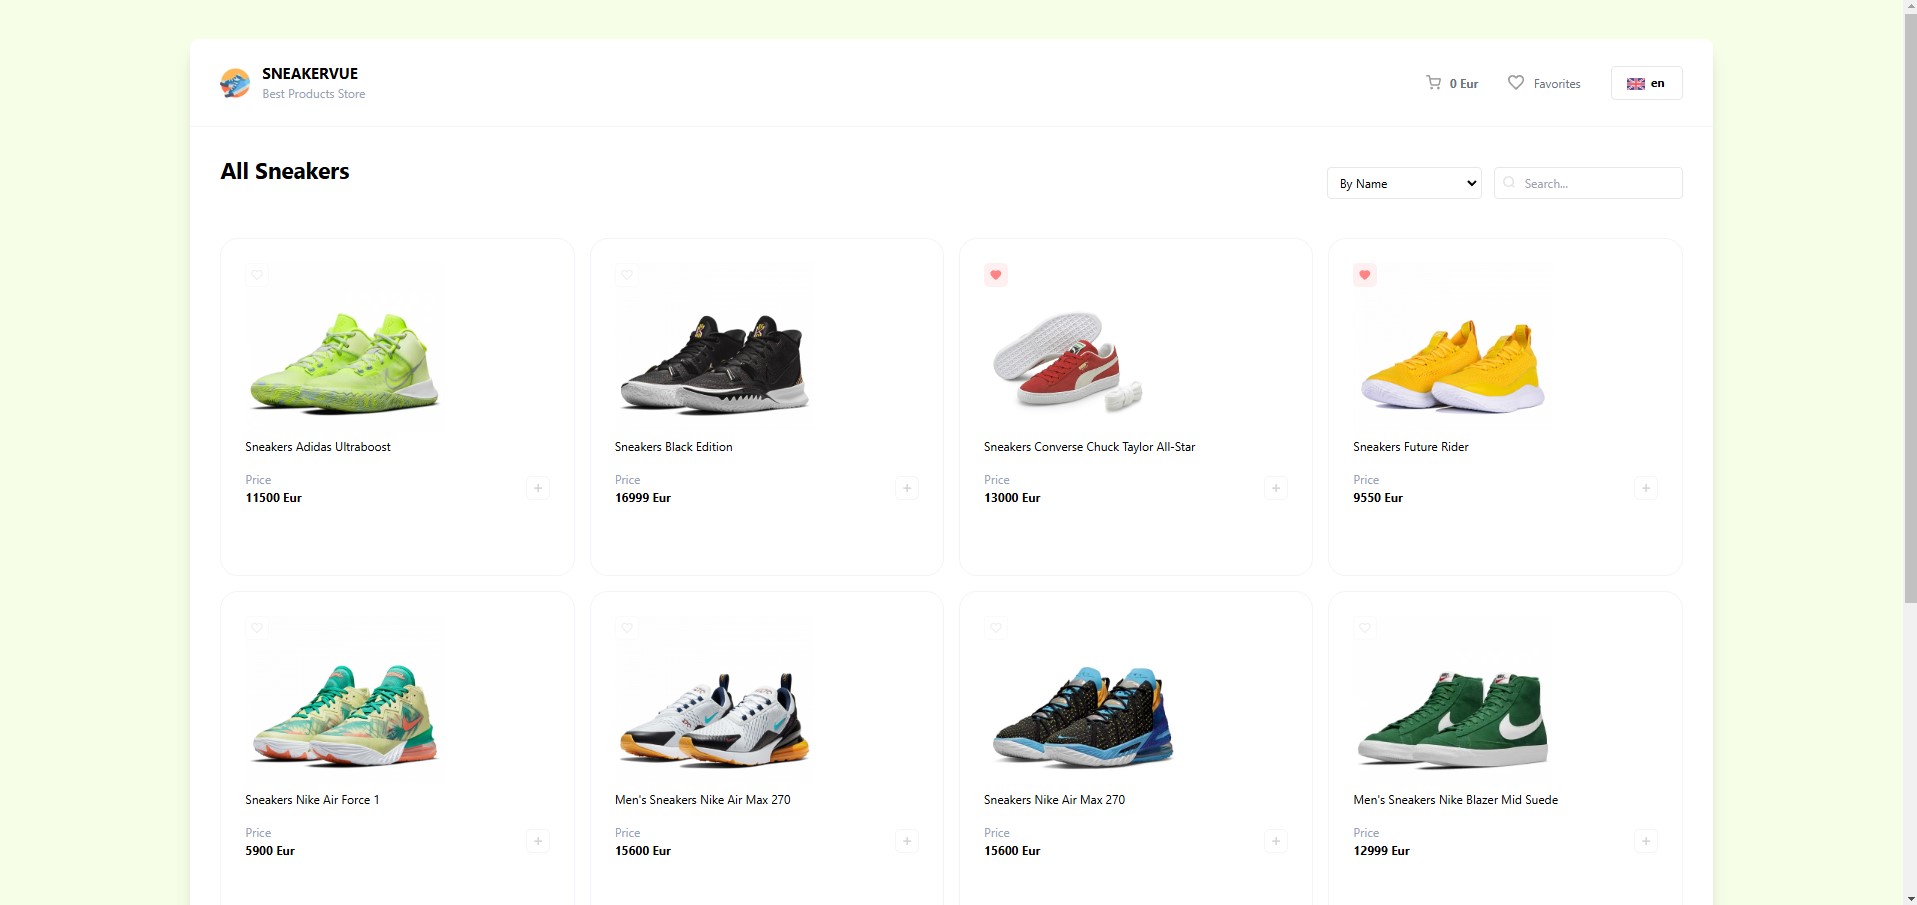 SNEAKERVUE
Best Products Store
0 Eur
Favorites
en
All Sneakers
By Name
Search...
Sneakers Adidas Ultraboost
Price
11500 Eur
Sneakers Black Edition
Price
16999 Eur
Sneakers Converse Chuck Taylor All-Star
Price
13000 Eur
Sneakers Future Rider
Price
9550 Eur
Sneakers Nike Air Force 1
Price
5900 Eur
Men's Sneakers Nike Air Max 270
Price
15600 Eur
Sneakers Nike Air Max 270
Price
15600 Eur
Men's Sneakers Nike Blazer Mid Suede
Price
12999 Eur